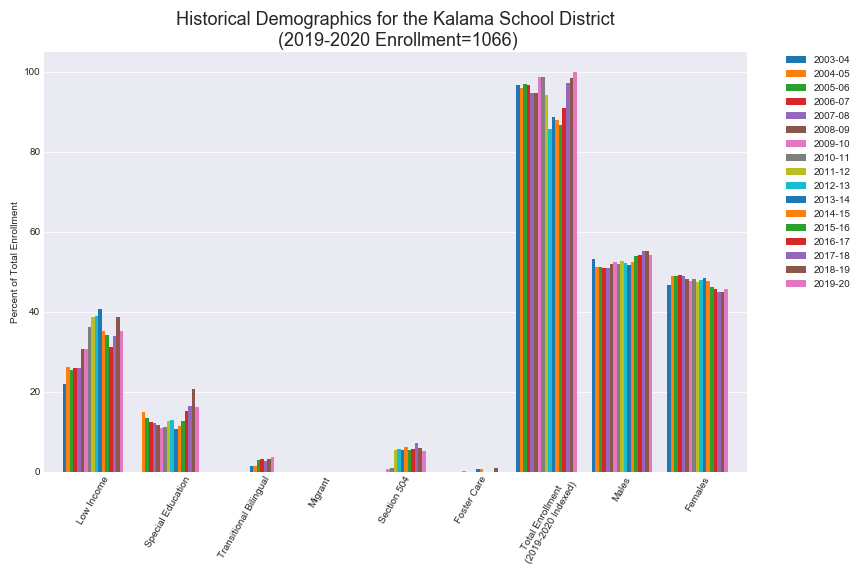 Historical Demographics for the Kalama School District
(2019-2020 Enrollment=1066)
Percent of Total Enrollment
100
80
60
40
20
0
Low Income
Special Education
Transitional Bilingual
Migrant
Section 504
Foster Care
Total Enrollment
(2019-2020 Indexed)
Males
Females
2003-04
2004-05
2005-06
2006-07
2007-08
2008-09
2009-10
2010-11
2011-12
2012-13
2013-14
2014-15
2015-16
2016-17
2017-18
2018-19
2019-20